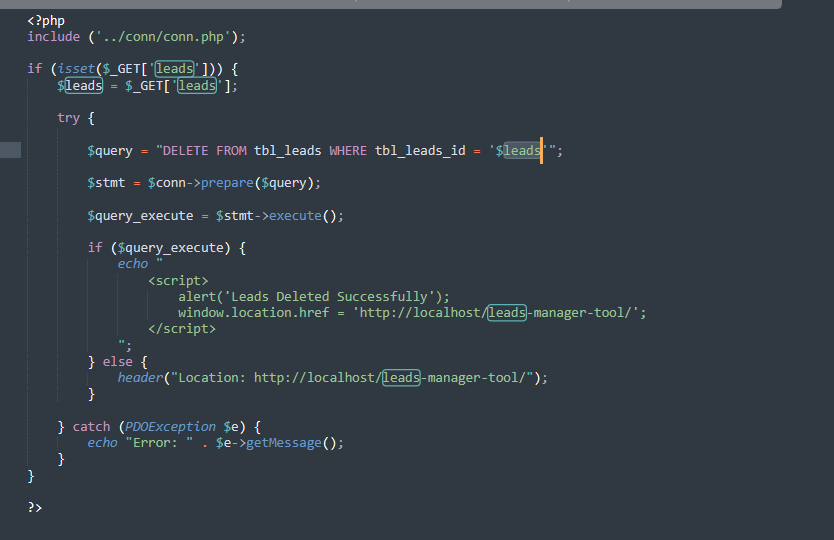 <?php
include ('../conn/conn.php');
if (isset($_GET['leads'])) {
$leads = $_GET['leads'];
try {
$query = "DELETE FROM tbl_leads WHERE tbl_leads_id = '$leads'";
$stmt = $conn->prepare($query);
$query_execute = $stmt->execute();
if ($query_execute) {
echo "
<script>
alert('Leads Deleted Successfully');
window.location.href = 'http://localhost/leads-manager-tool/';
</script>
";
} else {
header("Location: http://localhost/leads-manager-tool/");
}
} catch (PDOException $e) {
echo "Error: " . $e->getMessage();
}
}
?>